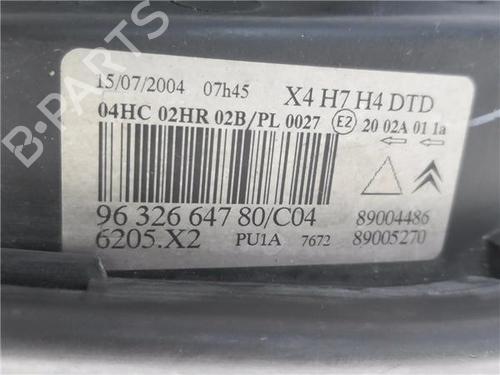 15/07/2004 07h45 X4 H7 H4 DTD
04HC 02HR 02B/PL 0027 E2 20 02A 01 1a
96 326 647 80/C04 89004486
6205.X2 PU1A 7672 89005270
B-PARTS